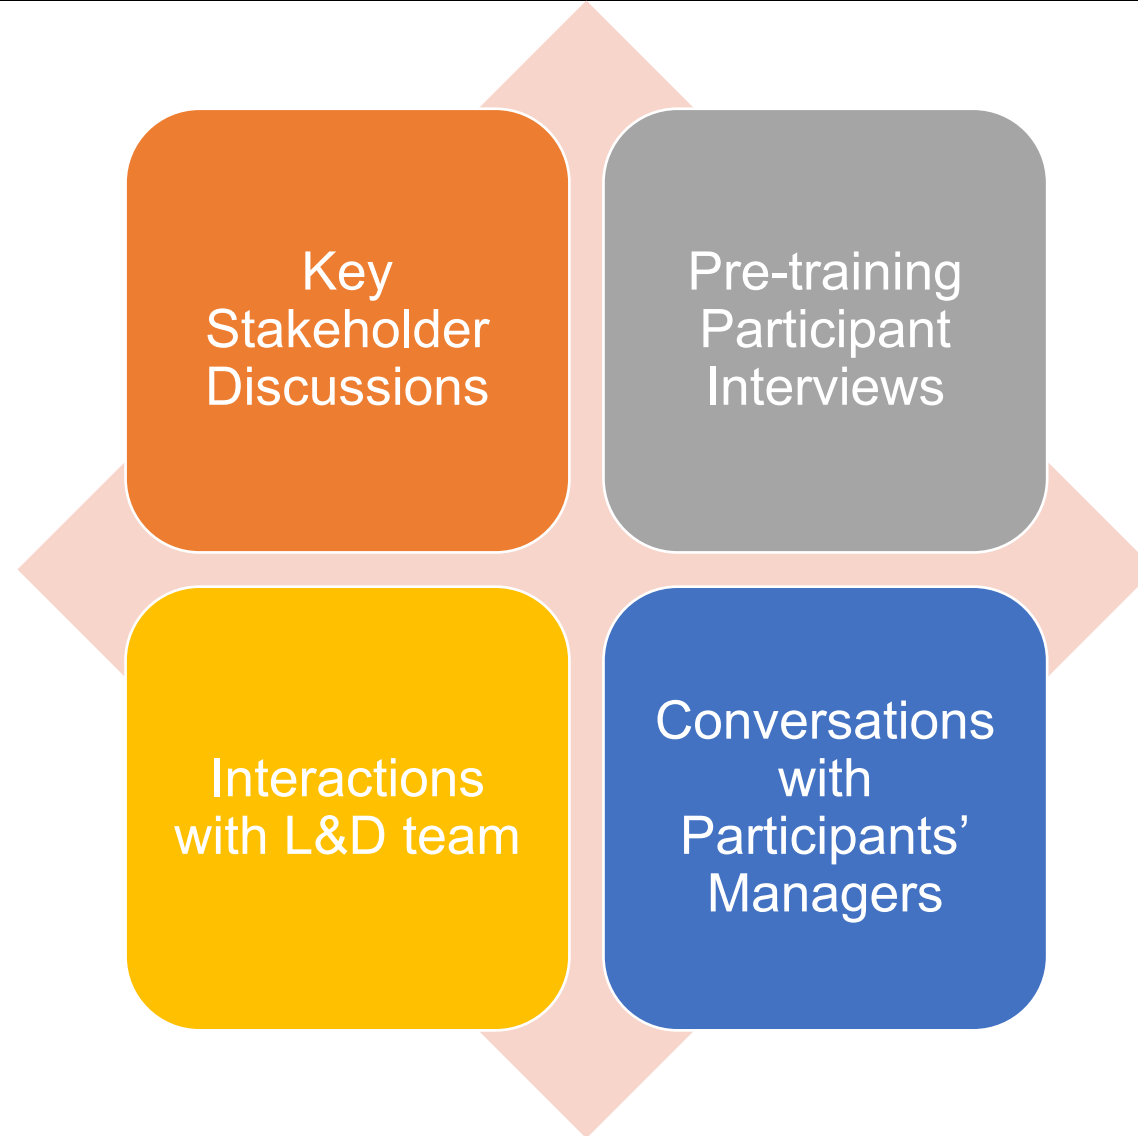 Key
Stakeholder
Discussions
Pre-training
Participant
Interviews
Interactions
with L&D team
Conversations
with
Participants’
Managers